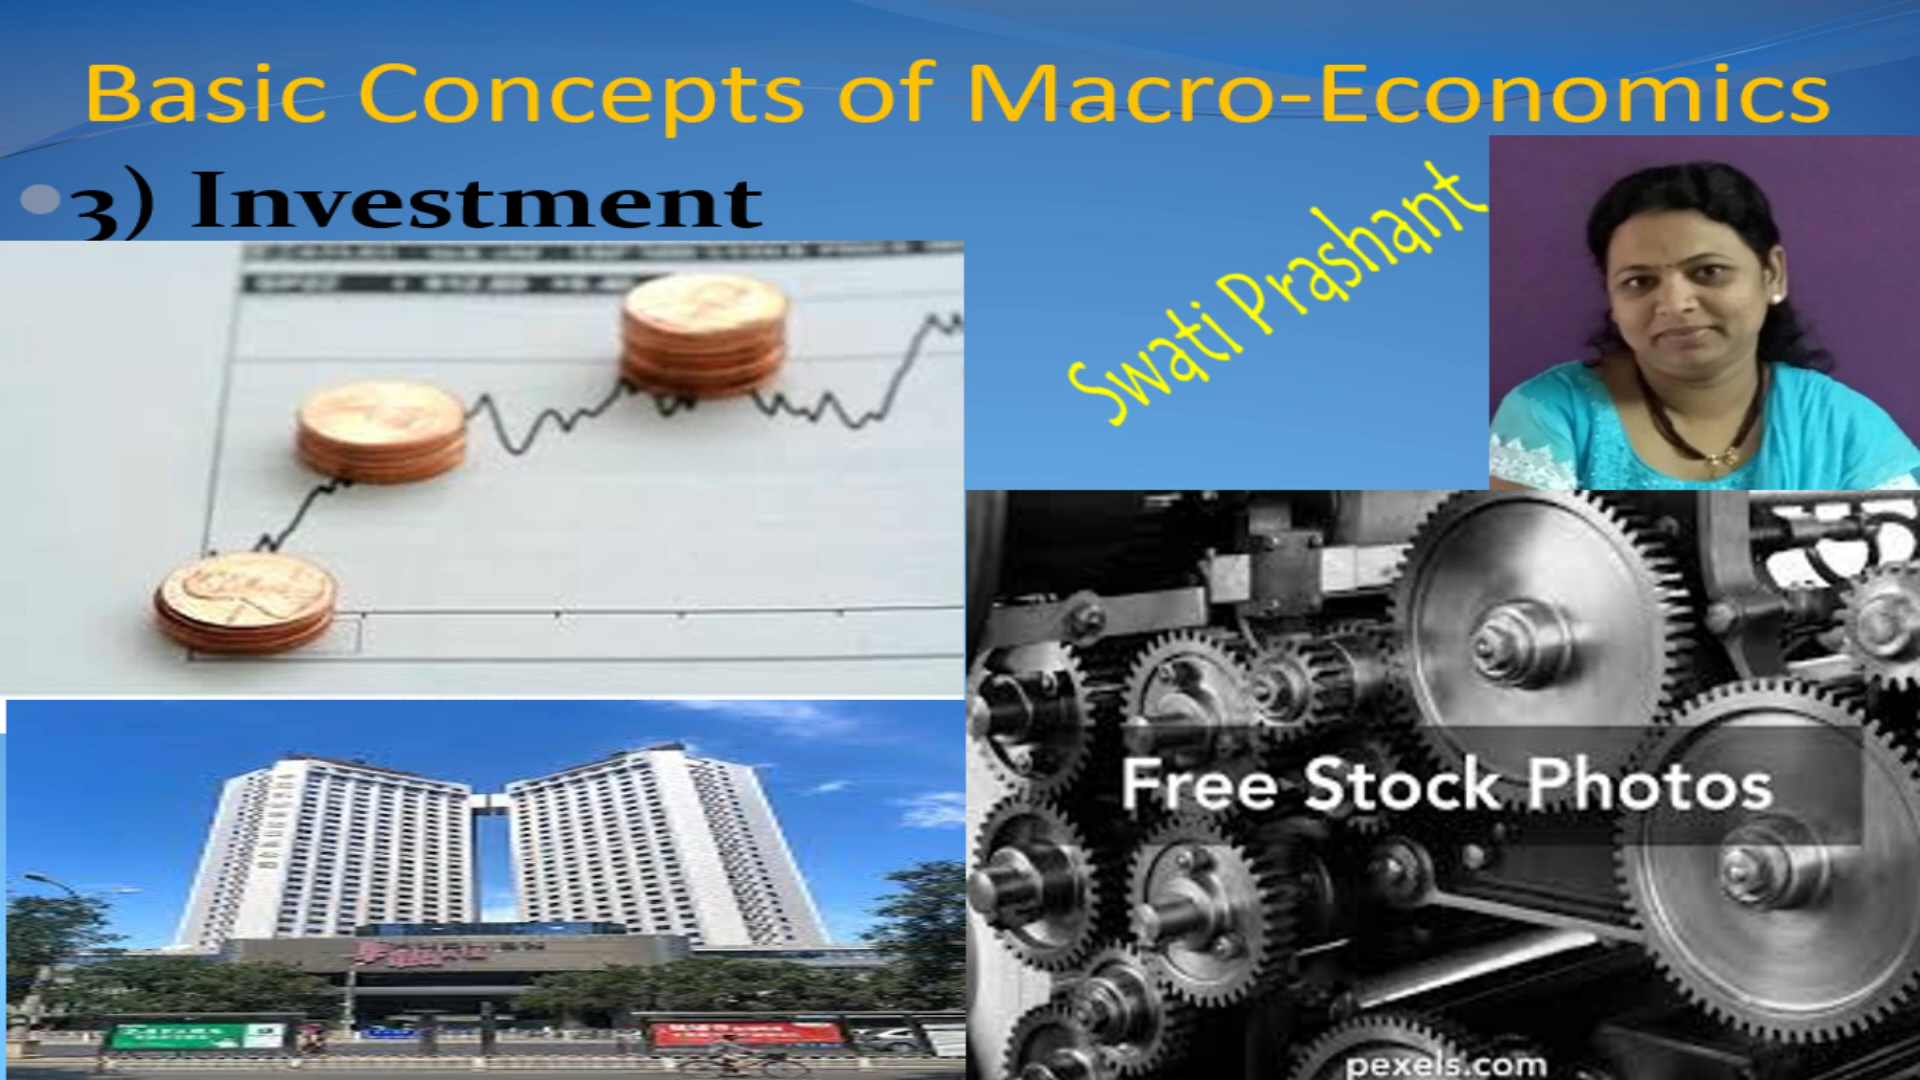 Basic Concepts of Macro-Economics
3) Investment
Swati Prashant
Free Stock Photos
pexels.com